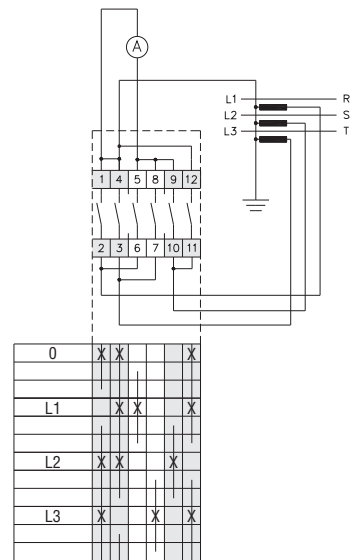 A
L1 R
L2 S
L3 T
1 4 5 8 9 12
2 3 6 7 10 11
0 X X X
L1 X X X
L2 X X X
L3 X X X